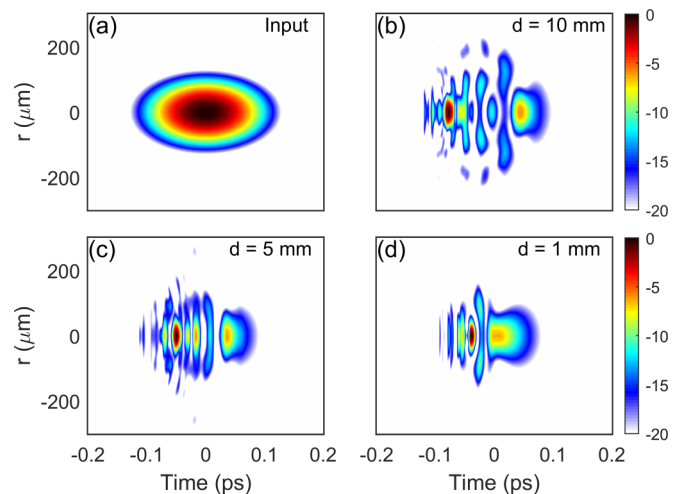 (a) Input
(b) d = 10 mm
(c) d = 5 mm
(d) d = 1 mm
r (μm)
200
0
-200
r (μm)
200
0
-200
-0.2 -0.1 0 0.1 0.2
Time (ps)
-0.2 -0.1 0 0.1 0.2
Time (ps)
0
-5
-10
-15
-20
0
-5
-10
-15
-20